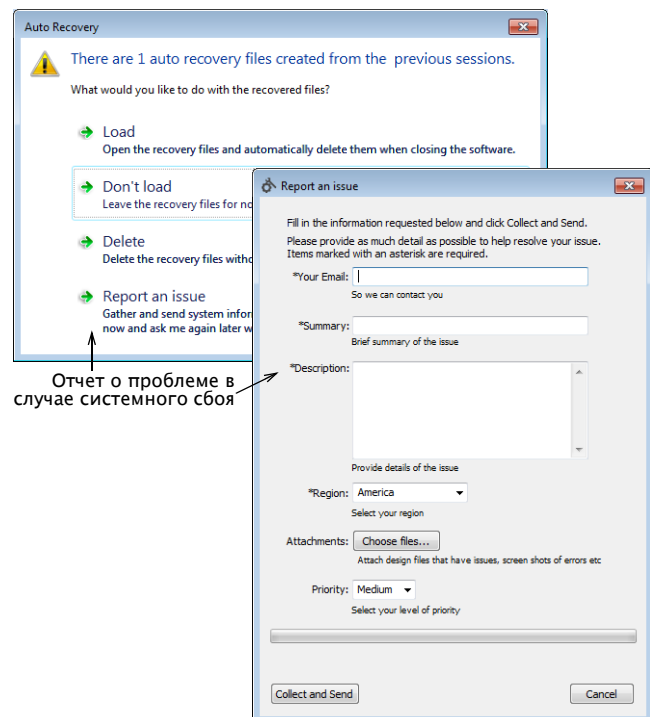 Auto Recovery
There are 1 auto recovery files created from the previous sessions.
What would you like to do with the recovered files?
Load
Open the recovery files and automatically delete them when closing the software.
Don't load
Leave the recovery files for
Delete
Delete the recovery files
Report an issue
Gather and send system
now and ask me again later
Отчет о проблеме в
случае системного сбоя
Report an issue
Fill in the information requested below and click Collect and Send.
Please provide as much detail as possible to help resolve your issue.
Items marked with an asterisk are required.
*Your Email:
So we can contact you
*Summary:
Brief summary of the issue
*Description:
Provide details of the issue
*Region: America
Select your region
Attachments: Choose files...
Attach design files that have issues, screen shots of errors etc
Priority: Medium
Select your level of priority
Collect and Send Cancel